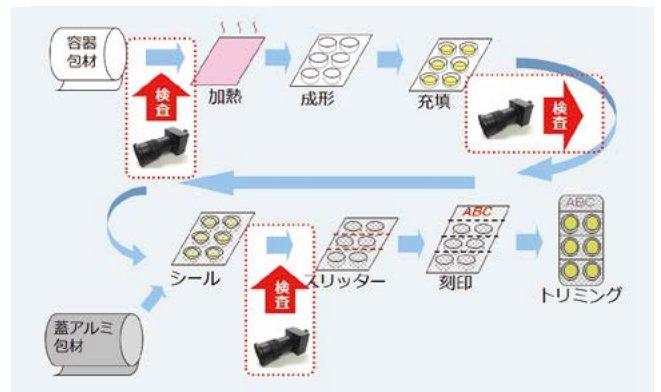 容器
包材
検査
加熱
成形
充填
検査
シール
検査
スリッター
ABC
刻印
ABC
トリミング
蓋アルミ
包材